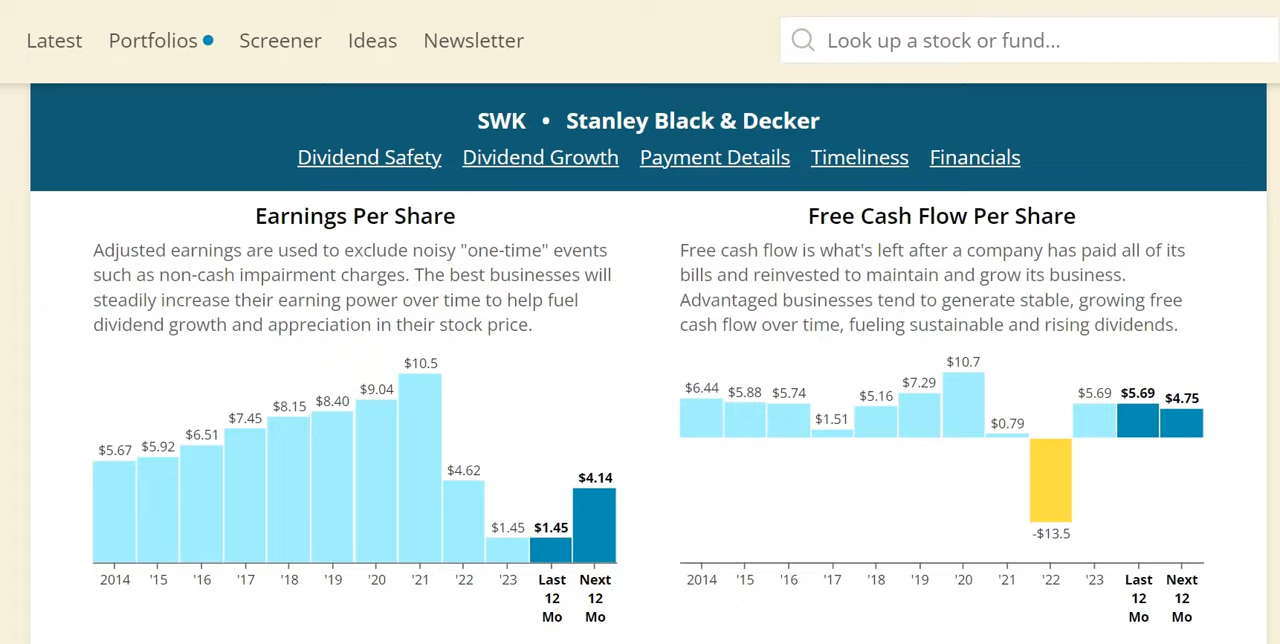 Latest Portfolios Screener Ideas Newsletter Look up a stock or fund...
SWK • Stanley Black & Decker
Dividend Safety Dividend Growth Payment Details Timeliness Financials
Earnings Per Share
Adjusted earnings are used to exclude noisy "one-time" events
such as non-cash impairment charges. The best businesses will
steadily increase their earning power over time to help fuel
dividend growth and appreciation in their stock price.
$5.67 $5.92 $6.51 $7.45 $8.15 $8.40 $9.04 $10.5 $4.62 $1.45 $1.45 $4.14
2014 '15 '16 '17 '18 '19 '20 '21 '22 '23 Last Next
12 12
Mo Mo
Free Cash Flow Per Share
Free cash flow is what's left after a company has paid all of its
bills and reinvested to maintain and grow its business.
Advantaged businesses tend to generate stable, growing free
cash flow over time, fueling sustainable and rising dividends.
$6.44 $5.88 $5.74 $1.51 $5.16 $7.29 $10.7 $0.79 -$13.5 $5.69 $5.69 $4.75
2014 '15 '16 '17 '18 '19 '20 '21 '22 '23 Last Next
12 12
Mo Mo